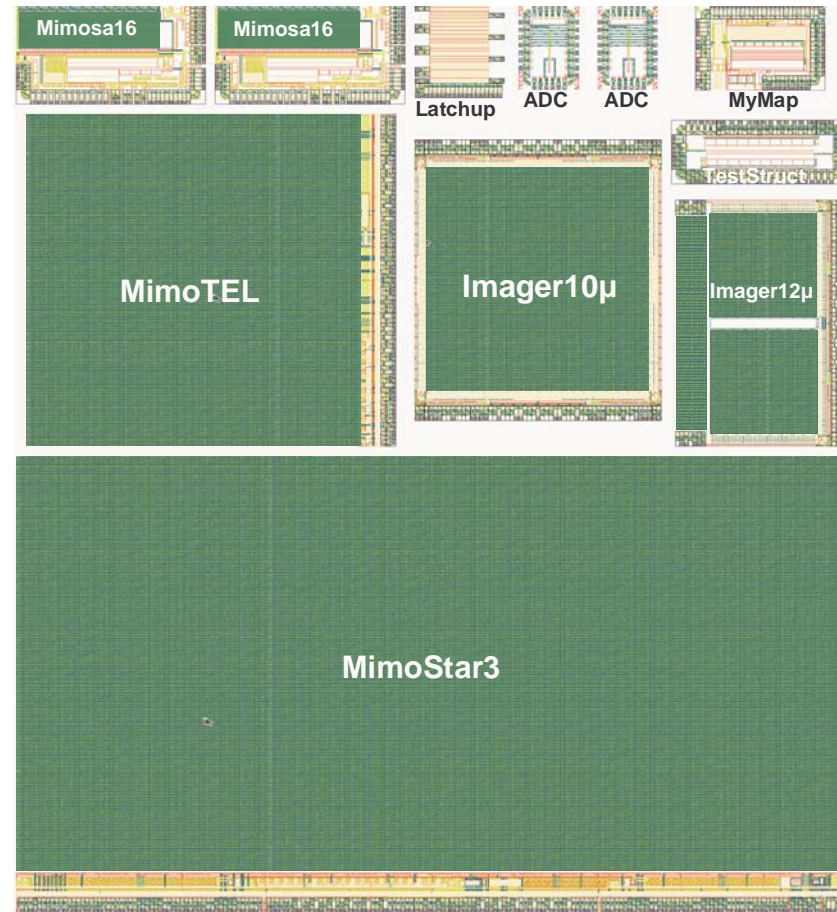 Mimosa16
Mimosa16
Latchup
ADC
ADC
MyMap
TestStruct
MimoTEL
Imager10µ
Imager12µ
MimoStar3